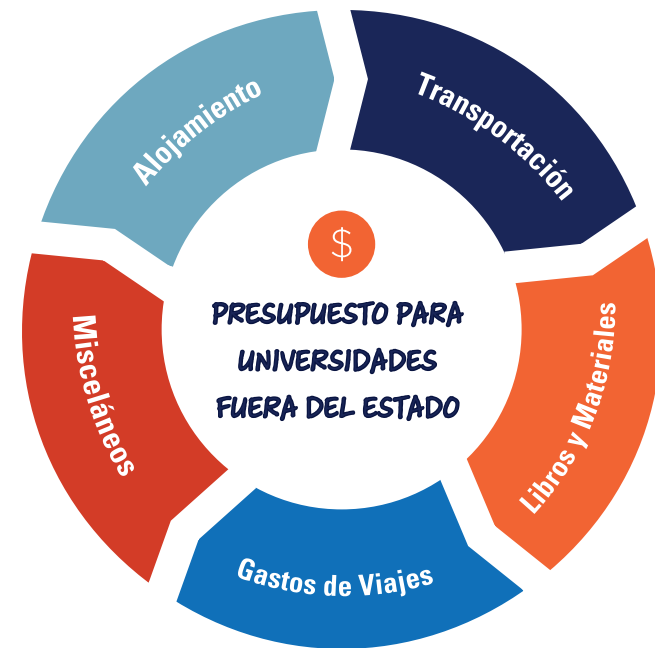 Alojamiento
Transportación
$
PRESUPUESTO PARA
UNIVERSIDADES
FUERA DEL ESTADO
Misceláneos
Libros y Materiales
Gastos de Viajes